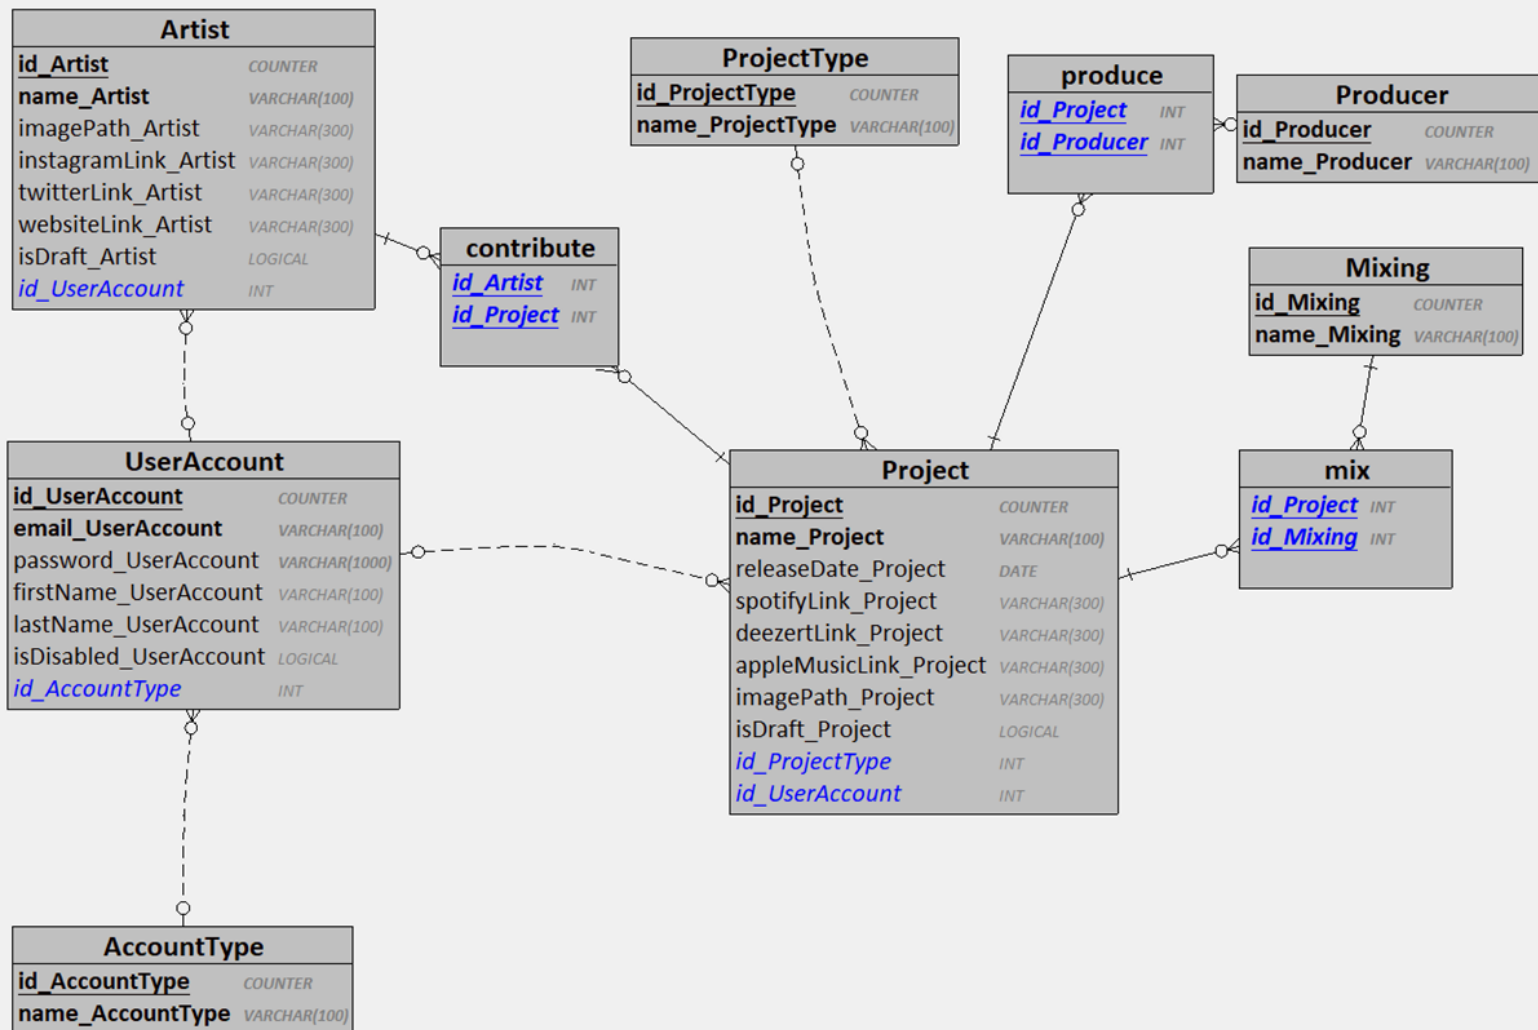 Artist
id_Artist COUNTER
name_Artist VARCHAR(100)
imagePath_Artist VARCHAR(300)
instagramLink_Artist VARCHAR(300)
twitterLink_Artist VARCHAR(300)
websiteLink_Artist VARCHAR(300)
isDraft_Artist LOGICAL
id_UserAccount INT
ProjectType
id_ProjectType COUNTER
name_ProjectType VARCHAR(100)
produce
id_Project INT
id_Producer INT
Producer
id_Producer COUNTER
name_Producer VARCHAR(100)
contribute
id_Artist INT
id_Project INT
Mixing
id_Mixing COUNTER
name_Mixing VARCHAR(100)
UserAccount
id_UserAccount COUNTER
email_UserAccount VARCHAR(100)
password_UserAccount VARCHAR(1000)
firstName_UserAccount VARCHAR(100)
lastName_UserAccount VARCHAR(100)
isDisabled_UserAccount LOGICAL
id_AccountType INT
Project
id_Project COUNTER
name_Project VARCHAR(100)
releaseDate_Project DATE
spotifyLink_Project VARCHAR(300)
deezertLink_Project VARCHAR(300)
appleMusicLink_Project VARCHAR(300)
imagePath_Project VARCHAR(300)
isDraft_Project LOGICAL
id_ProjectType INT
id_UserAccount INT
mix
id_Project INT
id_Mixing INT
AccountType
id_AccountType COUNTER
name_AccountType VARCHAR(100)